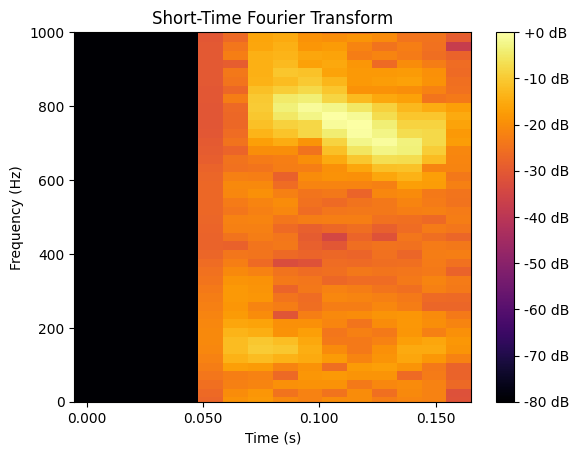 Short-Time Fourier Transform
1000
800
600
400
200
0
Frequency (Hz)
0.000
0.050
0.100
0.150
Time (s)
+0 dB
-10 dB
-20 dB
-30 dB
-40 dB
-50 dB
-60 dB
-70 dB
-80 dB